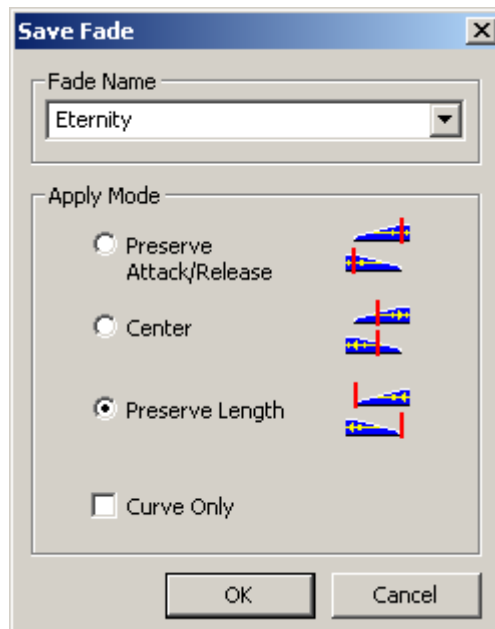 Save Fade
Fade Name
Eternity
Apply Mode
Preserve
Attack/Release
Center
Preserve Length
Curve Only
OK
Cancel